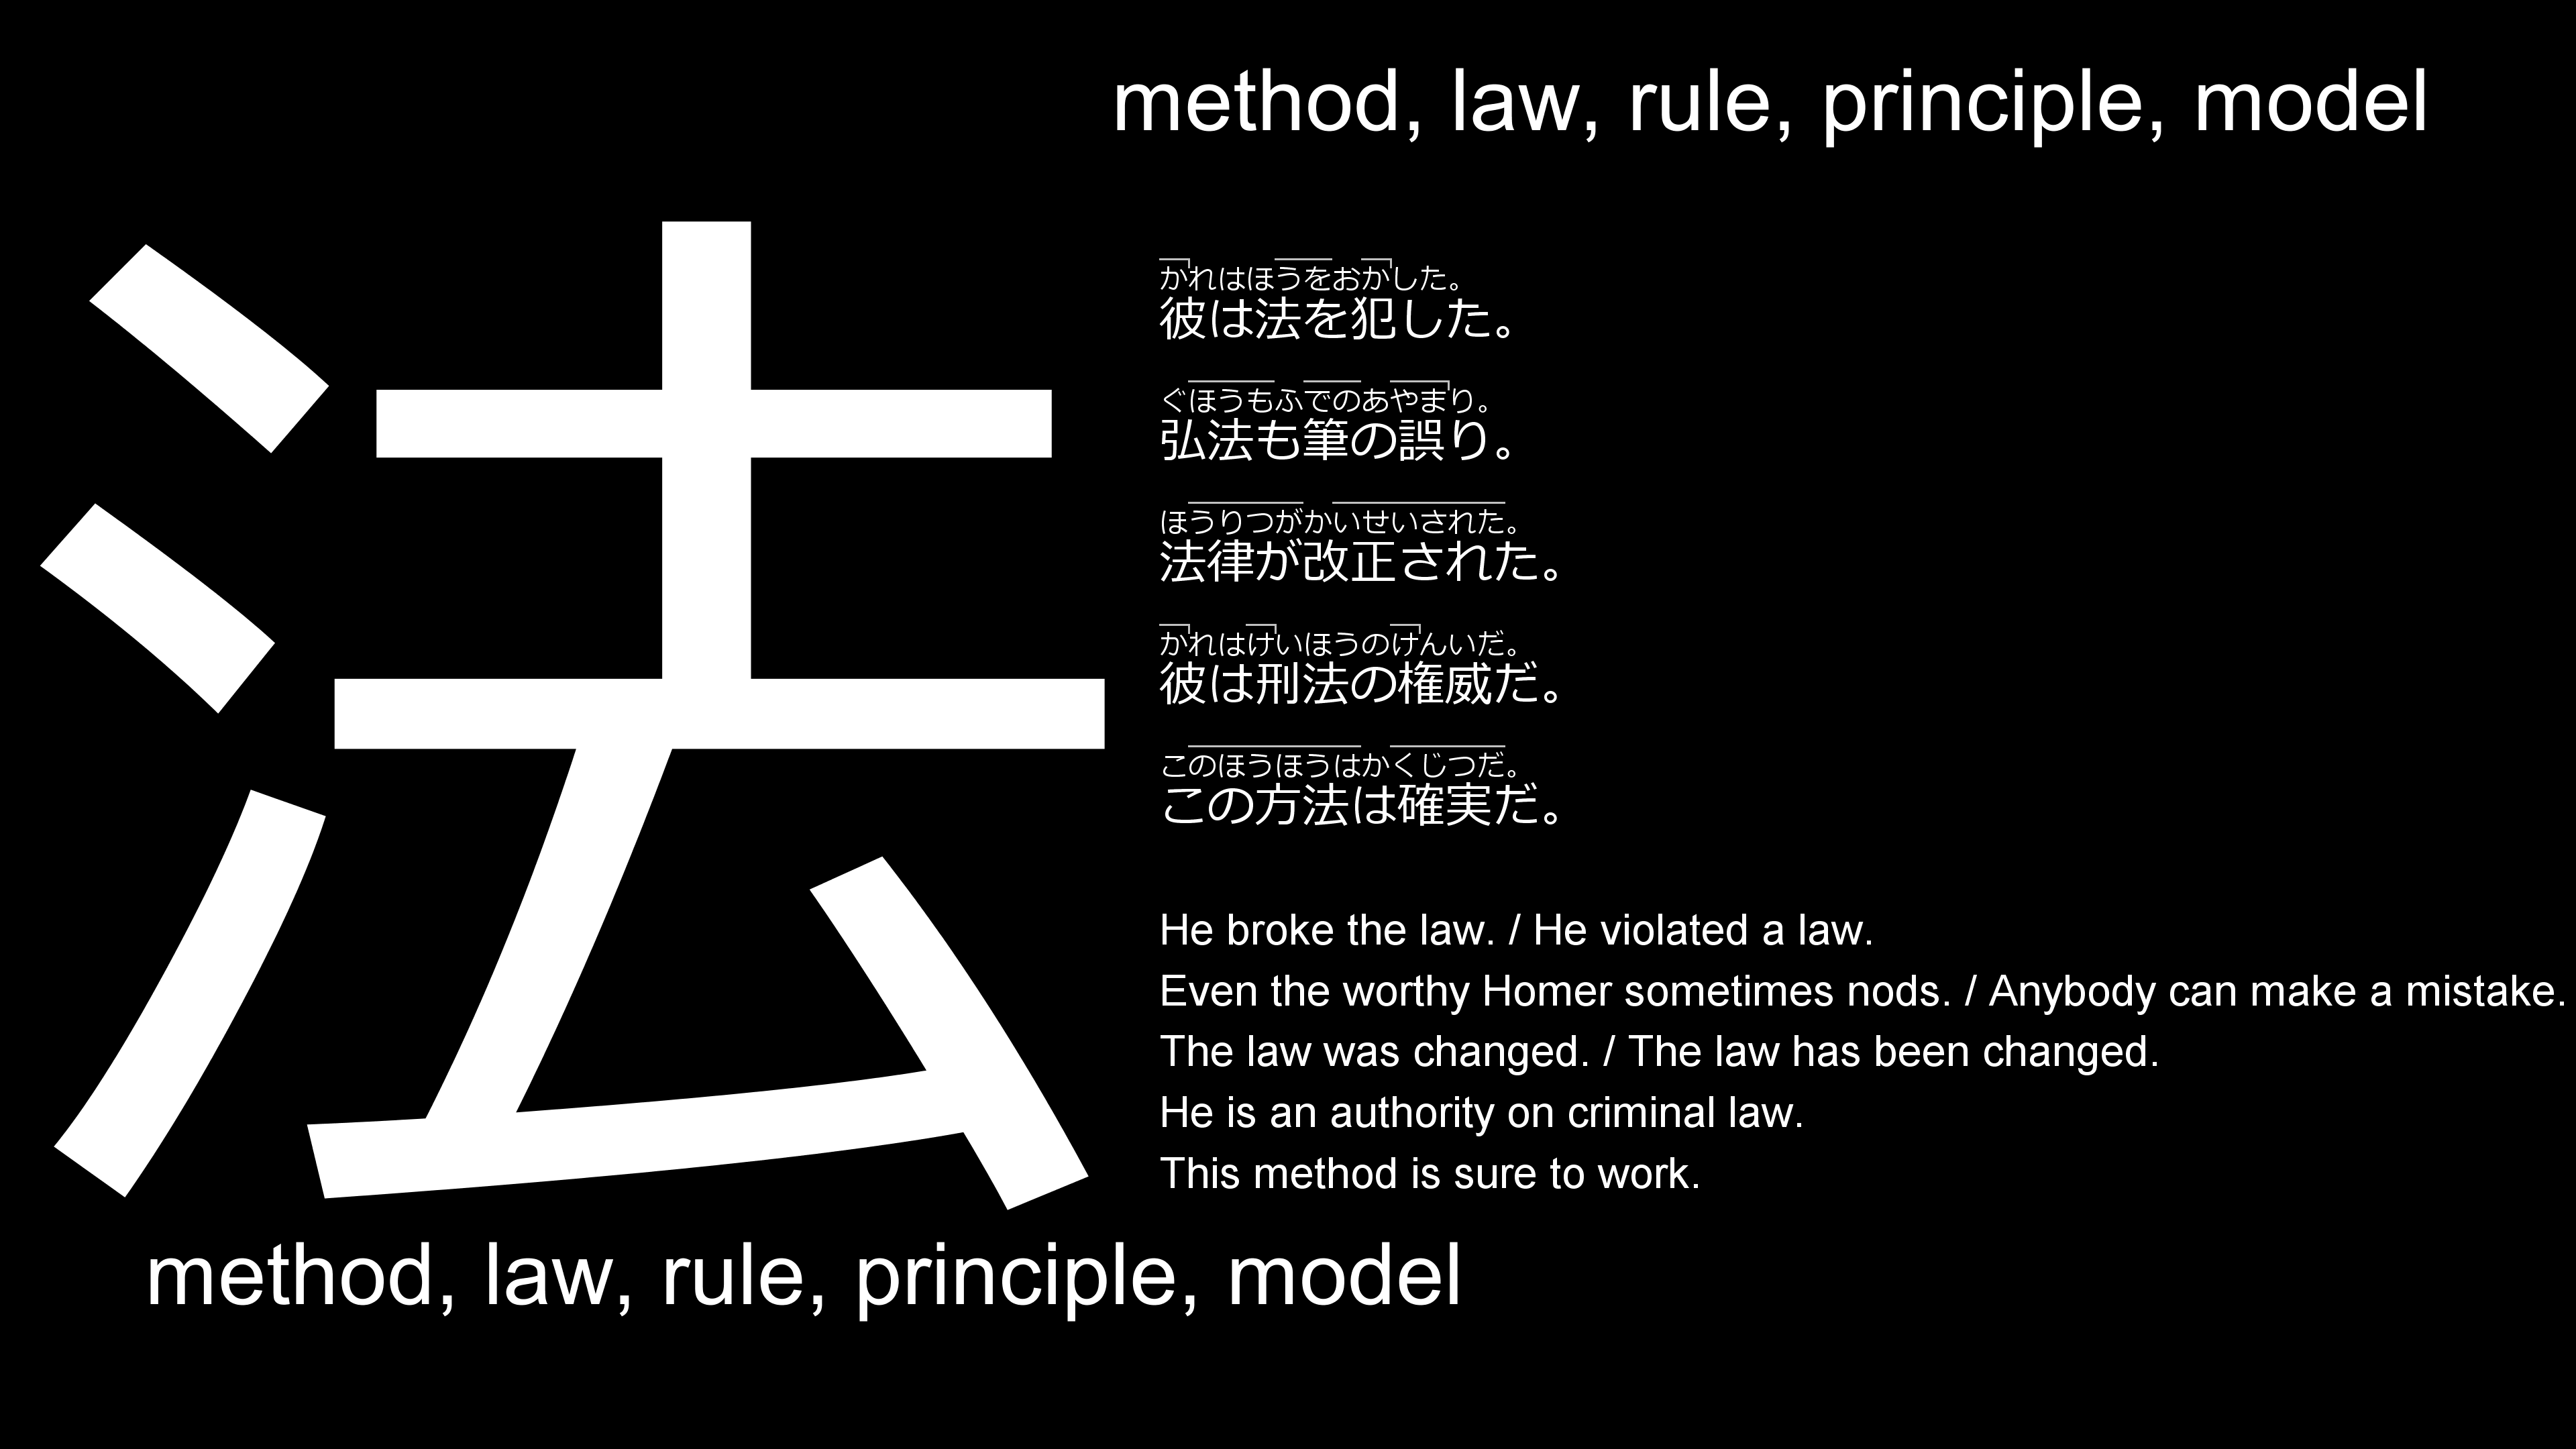 method, law, rule, principle, model
法
かれはほうをおかした。
彼は法を犯した。
ぐほうもふでのあやまり。
弘法も筆の誤り。
ほうりつがかいせいされた。
法律が改正された。
かれはけいほうのけんいだ。
彼は刑法の権威だ。
このほうほうはかくじつだ。
この方法は確実だ。
He broke the law. / He violated a law.
Even the worthy Homer sometimes nods. / Anybody can make a mistake.
The law was changed. / The law has been changed.
He is an authority on criminal law.
This method is sure to work.
method, law, rule, principle, model